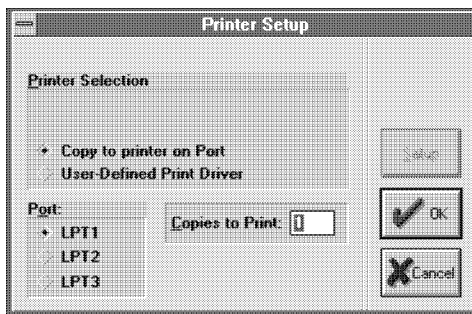 Printer Setup
Printer Selection
Copy to printer on Port
User-Defined Print Driver
Setup
Port:
LPT1
LPT2
LPT3
Copies to Print: 1
OK
Cancel